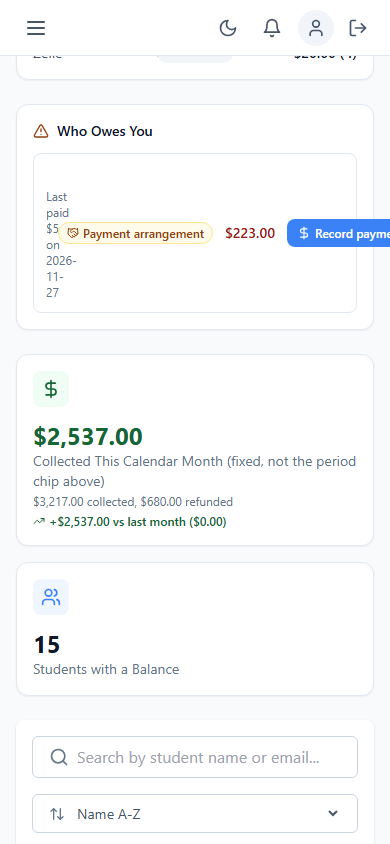 Zelle
Who Owes You
Last
paid
on
2026-
11-
27
Payment arrangement
$223.00
Record payme
$2,537.00
Collected This Calendar Month (fixed, not the period
chip above)
$3,217.00 collected, $680.00 refunded
+$2,537.00 vs last month ($0.00)
15
Students with a Balance
Search by student name or email...
Name A-Z